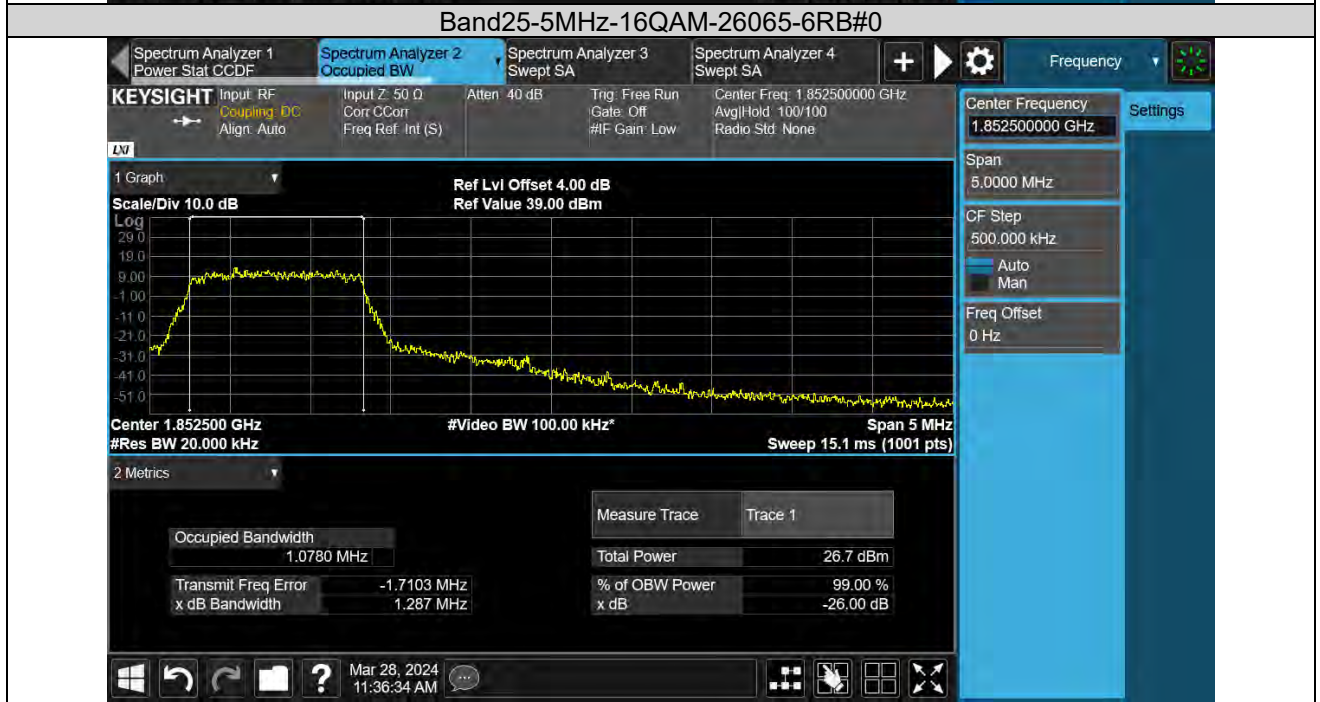 Band25-5MHz-16QAM-26065-6RB#0
Spectrum Analyzer 1
Power Stat CCDF
Spectrum Analyzer 2
Occupied BW
Spectrum Analyzer 3
Swept SA
Spectrum Analyzer 4
Swept SA
Frequency
KEYSIGHT
Input: RF
Coupling: DC
Align: Auto
Input Z: 50 Ω
Corr CCorr
Freq Ref: Int (S)
Atten: 40 dB
Trig: Free Run
Gate: Off
#IF Gain: Low
Center Freq: 1.852500000 GHz
Avg|Hold: 100/100
Radio Std: None
LXI
Center Frequency
1.852500000 GHz
Settings
Span
5.0000 MHz
CF Step
500.000 kHz
Auto
Man
Freq Offset
0 Hz
1 Graph
Scale/Div 10.0 dB
Ref Lvl Offset 4.00 dB
Ref Value 39.00 dBm
Log
29.0
19.0
9.00
-1.00
-11.0
-21.0
-31.0
-41.0
-51.0
Center 1.852500 GHz
#Res BW 20.000 kHz
#Video BW 100.00 kHz*
Span 5 MHz
Sweep 15.1 ms (1001 pts)
2 Metrics
Measure Trace
Trace 1
Occupied Bandwidth
1.0780 MHz
Total Power
26.7 dBm
Transmit Freq Error
-1.7103 MHz
% of OBW Power
99.00 %
x dB Bandwidth
1.287 MHz
x dB
-26.00 dB
Mar 28, 2024
11:36:34 AM